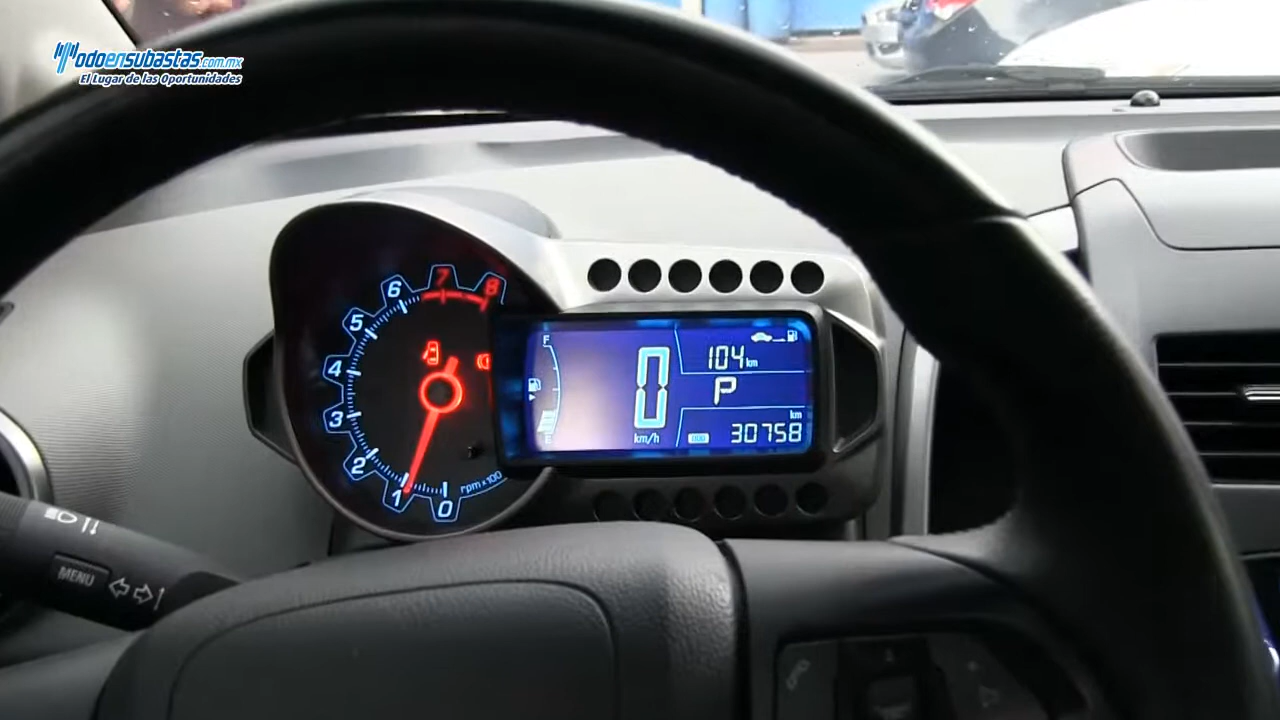 Modoensubastas.com.mx
El Lugar de las Oportunidades
8
7
6
5
4
3
2
1
0
rpm x100
F
E
0
km/h
104 km
P
km
30758
MENU